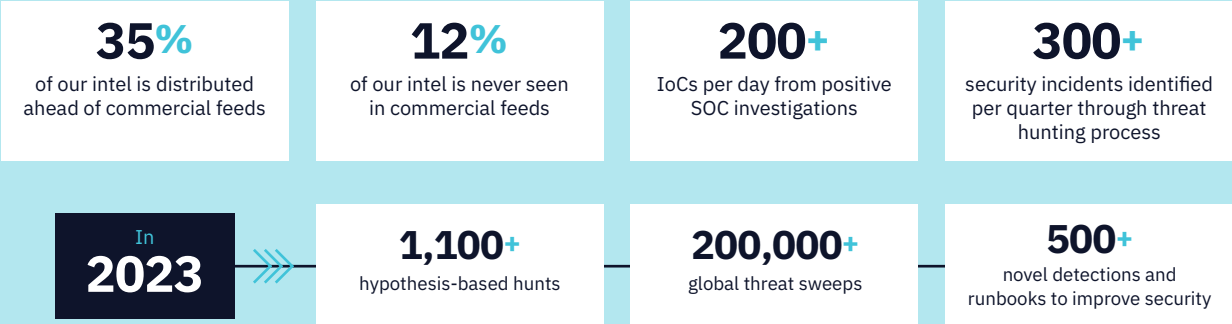 35%
of our intel is distributed
ahead of commercial feeds
12%
of our intel is never seen
in commercial feeds
200+
IoCs per day from positive
SOC investigations
300+
security incidents identified
per quarter through threat
hunting process
In
2023
1,100+
hypothesis-based hunts
200,000+
global threat sweeps
500+
novel detections and
runbooks to improve security